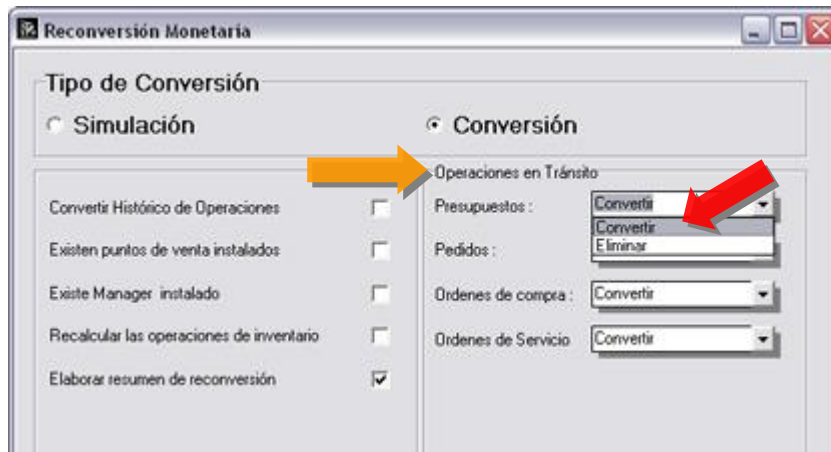 Reconversión Monetaria
Tipo de Conversión
Simulación
Conversión
Operaciones en Tránsito
Convertir Histórico de Operaciones
Presupuestos :
Convertir
Convertir
Eliminar
Existen puntos de venta instalados
Pedidos :
Existe Manager instalado
Ordenes de compra :
Convertir
Recalcular las operaciones de inventario
Ordenes de Servicio
Convertir
Elaborar resumen de reconversión